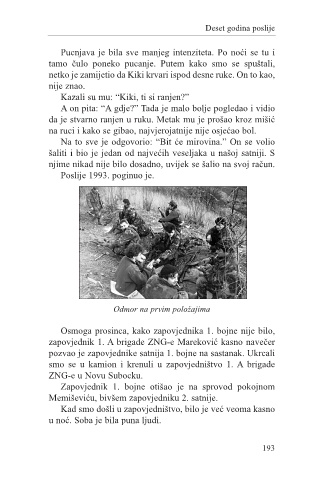 Deset godina poslije
Pucnjava je bila sve manjeg intenziteta. Po noći se tu i
tamo čulo poneko pucanje. Putem kako smo se spuštali,
netko je zamijetio da Kiki krvari ispod desne ruke. On to kao,
nije znao.
Kazali su mu: “Kiki, ti si ranjen?”
A on pita: “A gdje?” Tada je malo bolje pogledao i vidio
da je stvarno ranjen u ruku. Metak mu je prošao kroz mišić
na ruci i kako se gibao, najvjerojatnije nije osjećao bol.
Na to sve je odgovorio: “Bit će mirovina.” On se volio
šaliti i bio je jedan od najvećih veseljaka u našoj satniji. S
njime nikad nije bilo dosadno, uvijek se šalio na svoj račun.
Poslije 1993. poginuo je.
Odmor na prvim položajima
Osmoga prosinca, kako zapovjednika 1. bojne nije bilo,
zapovjednik 1. A brigade ZNG-e Mareković kasno navečer
pozvao je zapovjednike satnija 1. bojne na sastanak. Ukrcali
smo se u kamion i krenuli u zapovjedništvo 1. A brigade
ZNG-e u Novu Subocku.
Zapovjednik 1. bojne otišao je na sprovod pokojnom
Memiševiću, bivšem zapovjedniku 2. satnije.
Kad smo došli u zapovjedništvo, bilo je već veoma kasno
u noć. Soba je bila puna ljudi.
193